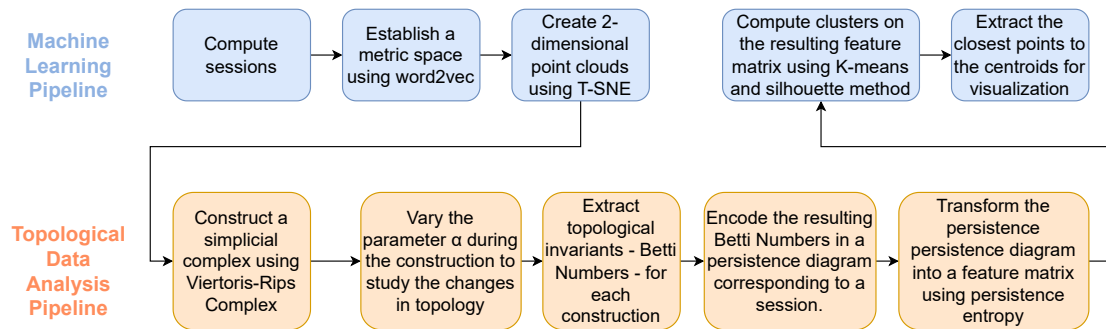 Machine
Learning
Pipeline
Compute
sessions
Establish a
metric space
using word2vec
Create 2-
dimensional
point clouds
using T-SNE
Compute clusters on
the resulting feature
matrix using K-means
and silhouette method
Extract the
closest points to
the centroids for
visualization
Topological
Data
Analysis
Pipeline
Construct a
simplicial
complex using
Viertoris-Rips
Complex
Vary the
parameter α during
the construction to
study the changes
in topology
Extract
topological
invariants - Betti
Numbers - for
each
construction
Encode the resulting
Betti Numbers in a
persistence diagram
corresponding to a
session.
Transform the
persistence
persistence diagram
into a feature matrix
using persistence
entropy